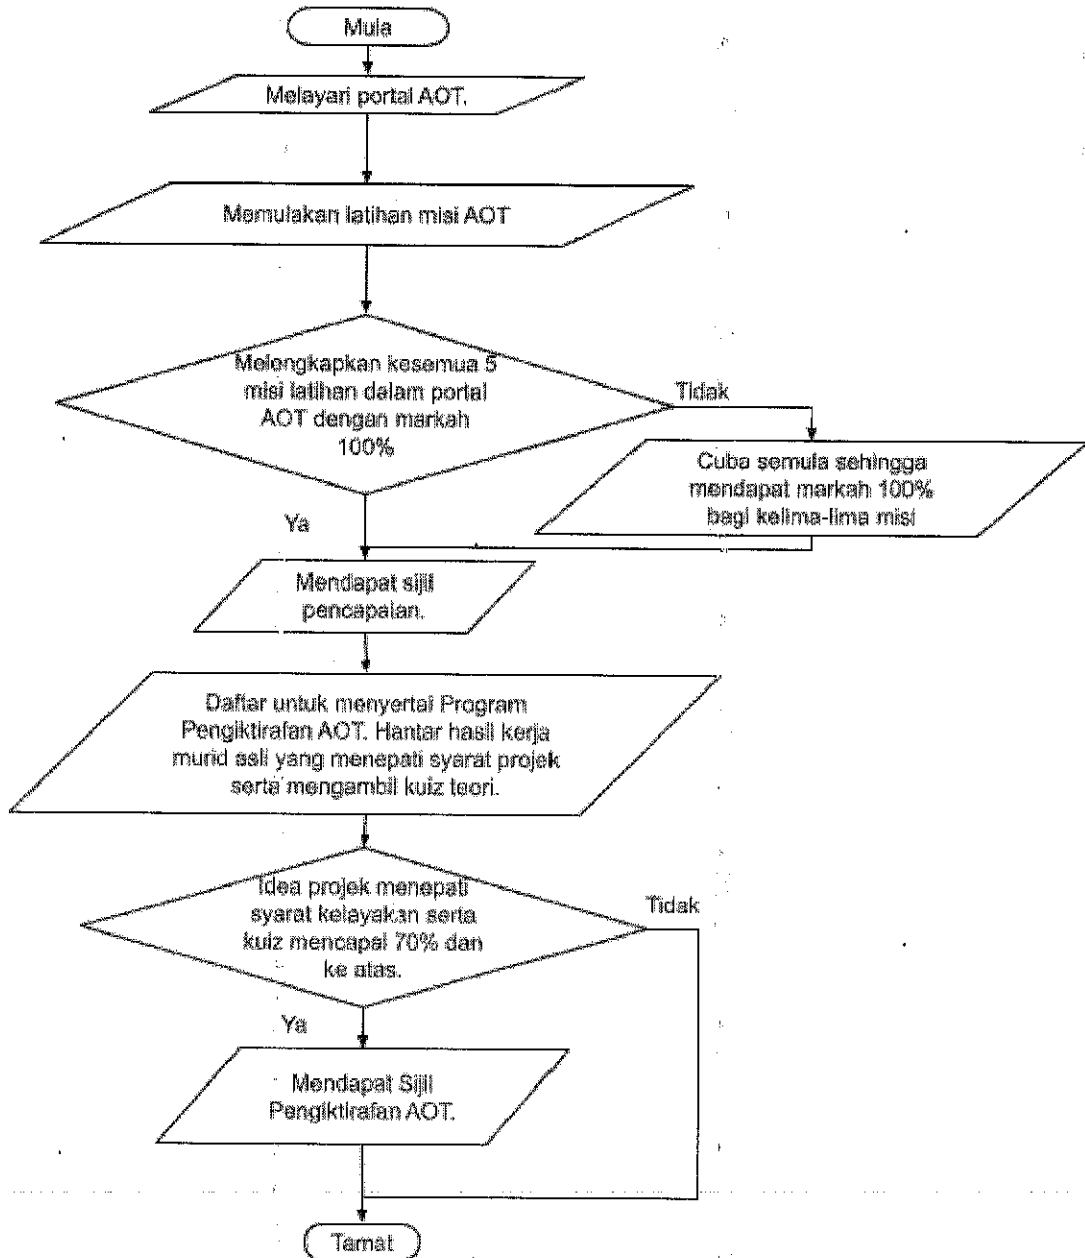 Mula
Melayari portal AOT.
Memulakan latihan misi AOT
Melengkapkan kesemua 5
misi latihan dalam portal
AOT dengan markah
100%
Tidak
Cuba semula sehingga
mendapat markah 100%
bagi kelima-lima misi
Ya
Mendapat sijil
pencapaian.
Daftar untuk menyertai Program
Pengiktirafan AOT. Hantar hasil kerja
murid asli yang menepati syarat projek
serta mengambil kuiz teori.
Idea projek menepati
syarat kelayakan serta
kuiz mencapai 70% dan
ke atas.
Tidak
Ya
Mendapat Sijil
Pengiktirafan AOT.
Tamat